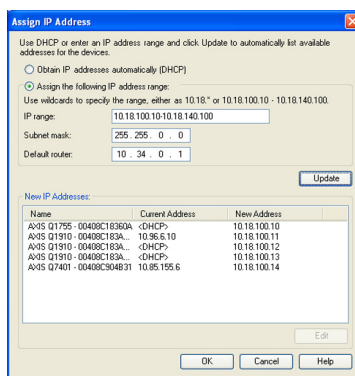 Assign IP Address
Use DHCP or enter an IP address range and click Update to automatically list available
addresses for the devices.
Obtain IP addresses automatically (DHCP)
Assign the following IP address range:
Use wildcards to specify the range, either as 10.18.* or 10.18.100.10 - 10.18.140.100.
IP range: 10.18.100.10-10.18.140.100
Subnet mask: 255 . 255 . 0 . 0
Default router: 10 . 34 . 0 . 1
Update
New IP Addresses:
Name Current Address New Address
AXIS Q1755 - 00408C18360A <DHCP> 10.18.100.10
AXIS Q1910 - 00408C183A... 10.96.6.10 10.18.100.11
AXIS Q1910 - 00408C183A... <DHCP> 10.18.100.12
AXIS Q1910 - 00408C183A... <DHCP> 10.18.100.13
AXIS Q7401 - 00408C904B31 10.85.155.6 10.18.100.14
Edit
OK Cancel Help